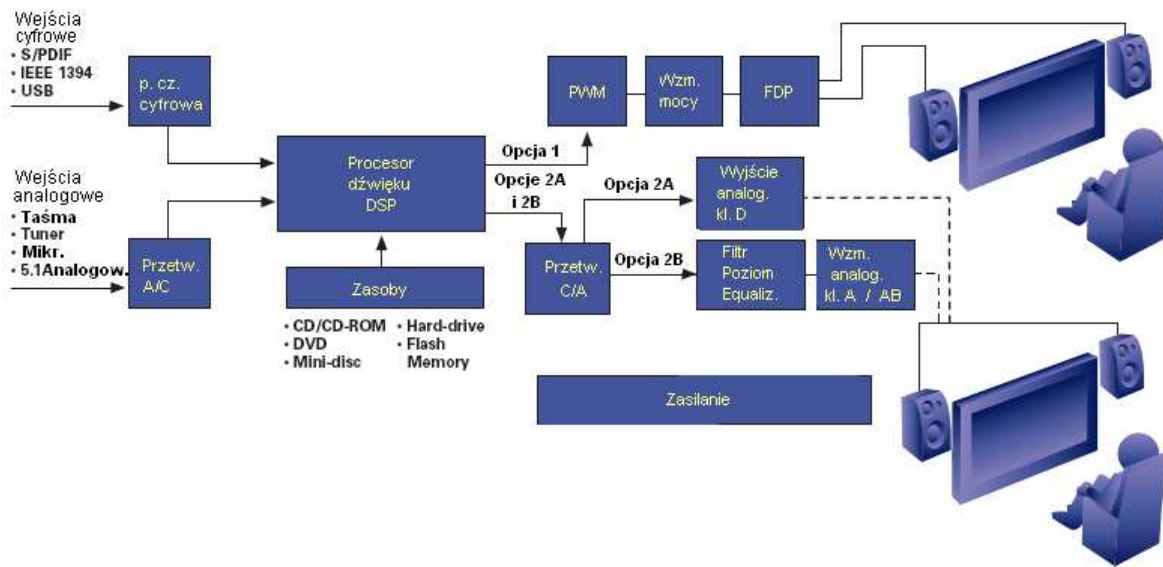 Wejścia
cyfrowe
• S/PDIF
• IEEE 1394
• USB
p. cz.
cyfrowa
Wejścia
analogowe
• Taśma
• Tuner
• Mikr.
• 5.1Analogow.
Przetw.
A/C
Procesor
dźwięku
DSP
Zasoby
• CD/CD-ROM
• DVD
• Mini-disc
• Hard-drive
• Flash
Memory
Opcja 1
Opcje 2A
i 2B
PWM
Wzm.
mocy
FDP
Przetw.
C/A
Opcja 2A
Wyjście
analog.
kl. D
Opcja 2B
Filtr
Poziom
Equaliz.
Wzm.
analog.
kl. A / AB
Zasilanie